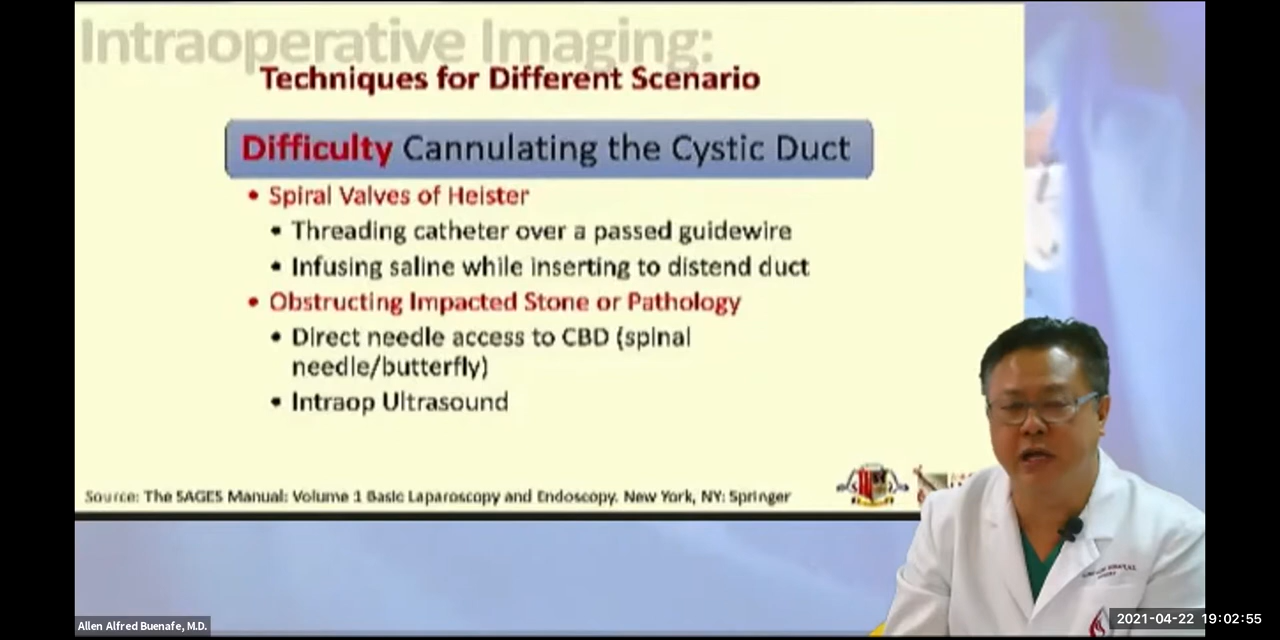 Intraoperative Imaging:
Techniques for Different Scenario
Difficulty Cannulating the Cystic Duct
• Spiral Valves of Heister
• Threading catheter over a passed guidewire
• Infusing saline while inserting to distend duct
• Obstructing Impacted Stone or Pathology
• Direct needle access to CBD (spinal
needle/butterfly)
• Intraop Ultrasound
Source: The SAGES Manual: Volume 1 Basic Laparoscopy and Endoscopy. New York, NY: Springer
Allen Alfred Buenafe, M.D.
2021-04-22 19:02:55